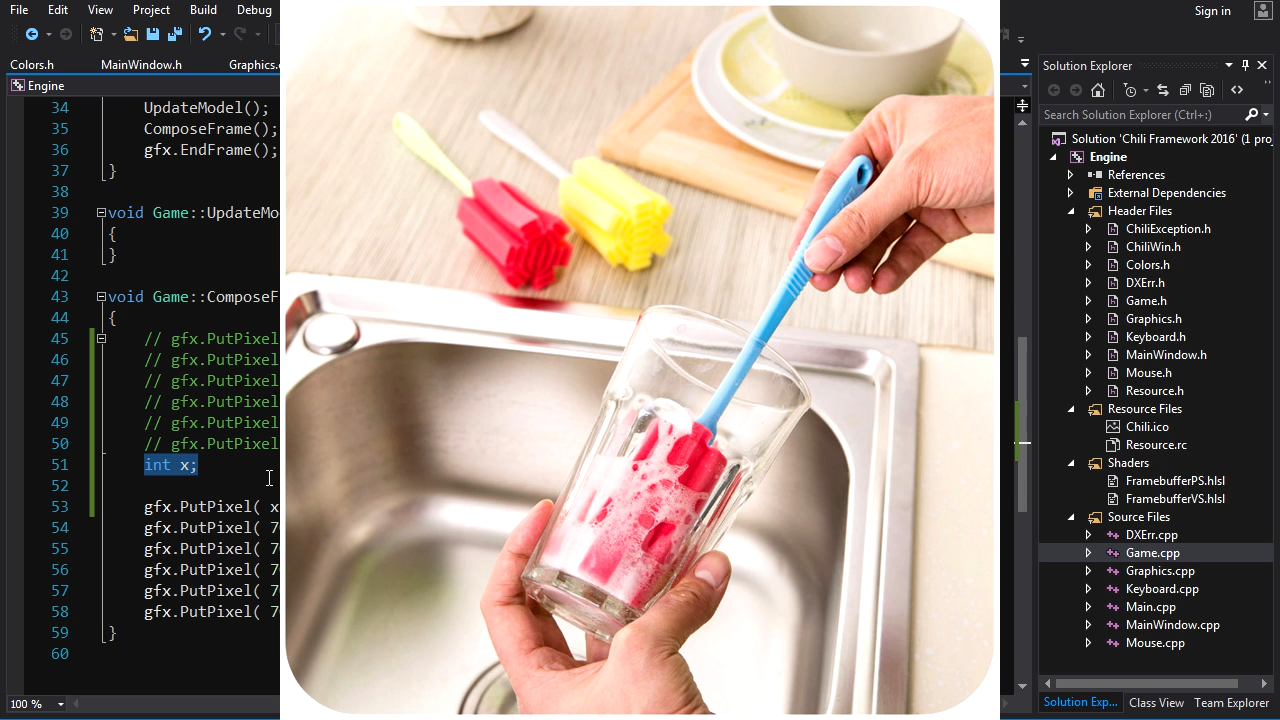 File Edit View Project Build Debug
Sign in
Colors.h MainWindow.h Graphics.
Engine
34 UpdateModel();
35 ComposeFrame();
36 gfx.EndFrame();
37 }
38
39 void Game::UpdateMo
40 {
41 }
42
43 void Game::ComposeF
44 {
45 // gfx.PutPixel
46 // gfx.PutPixel
47 // gfx.PutPixel
48 // gfx.PutPixel
49 // gfx.PutPixel
50 // gfx.PutPixel
51 int x;
52
53 gfx.PutPixel( x
54 gfx.PutPixel( 7
55 gfx.PutPixel( 7
56 gfx.PutPixel( 7
57 gfx.PutPixel( 7
58 gfx.PutPixel( 7
59 }
60
100 %
Solution Explorer
Search Solution Explorer (Ctrl+;)
Solution 'Chili Framework 2016' (1 pro
Engine
References
External Dependencies
Header Files
ChiliException.h
ChiliWin.h
Colors.h
DXErr.h
Game.h
Graphics.h
Keyboard.h
MainWindow.h
Mouse.h
Resource.h
Resource Files
Chili.ico
Resource.rc
Shaders
FramebufferPS.hlsl
FramebufferVS.hlsl
Source Files
DXErr.cpp
Game.cpp
Graphics.cpp
Keyboard.cpp
Main.cpp
MainWindow.cpp
Mouse.cpp
Solution Exp... Class View Team Explorer